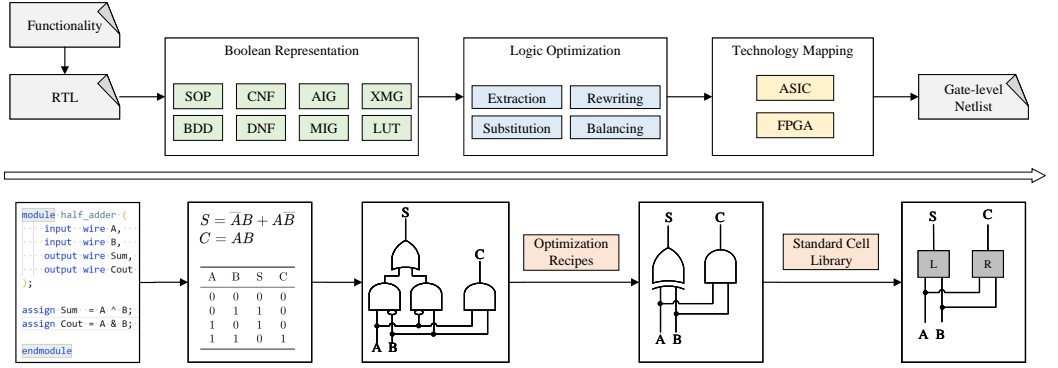 Functionality
RTL
Boolean Representation
SOP CNF AIG XMG
BDD DNF MIG LUT
Logic Optimization
Extraction Rewriting
Substitution Balancing
Technology Mapping
ASIC
FPGA
Gate-level
Netlist
module half_adder (
input wire A,
input wire B,
output wire Sum,
output wire Cout
);
assign Sum = A ^ B;
assign Cout = A & B;
endmodule
S = A̅B + AB̅
C = AB
A B S C
0 0 0 0
0 1 1 0
1 0 1 0
1 1 0 1
S
C
A B
Optimization
Recipes
S C
A B
Standard Cell
Library
S C
L R
A B